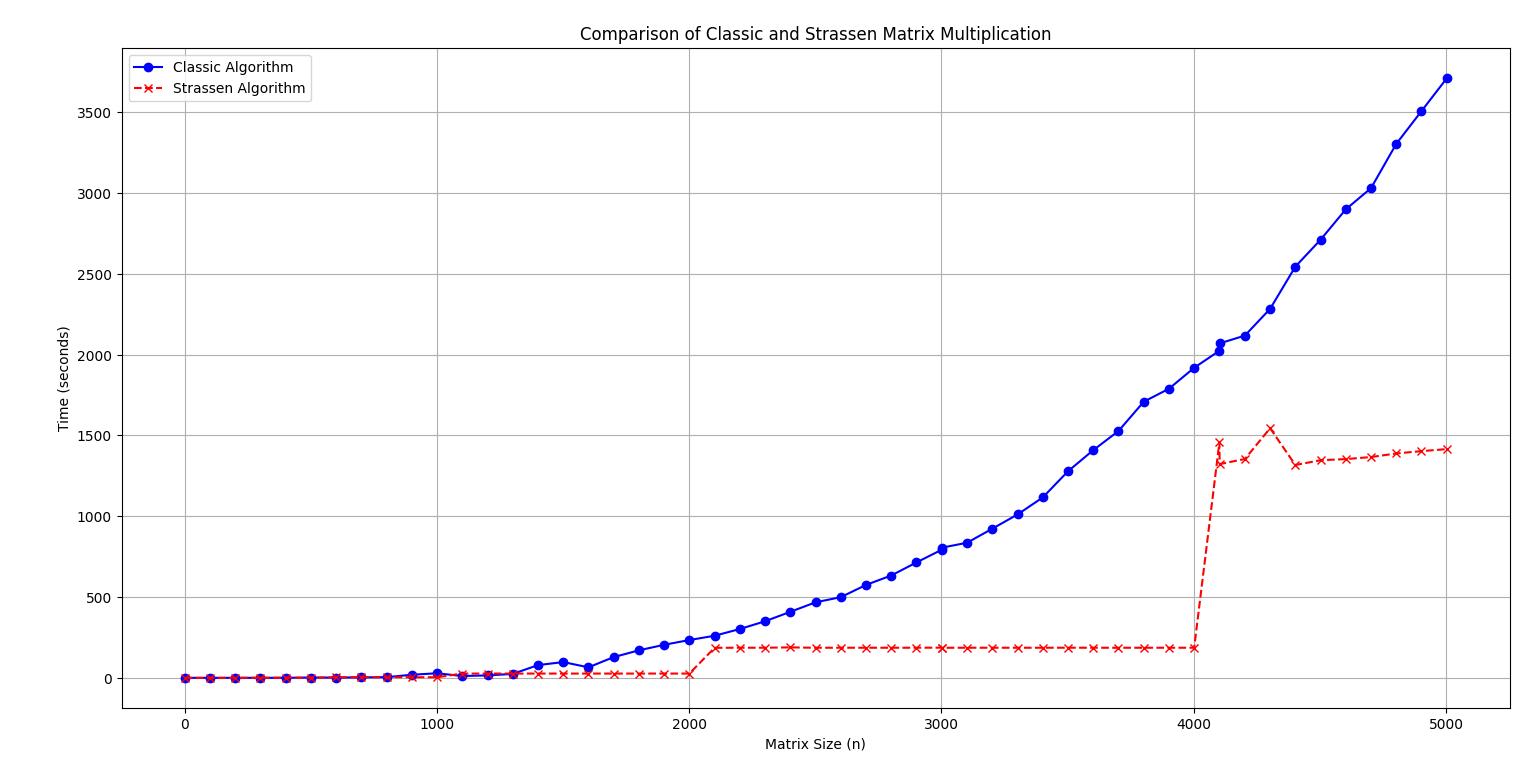 Comparison of Classic and Strassen Matrix Multiplication
Classic Algorithm
Strassen Algorithm
3500
3000
2500
2000
1500
1000
500
0
Time (seconds)
0 1000 2000 3000 4000 5000
Matrix Size (n)